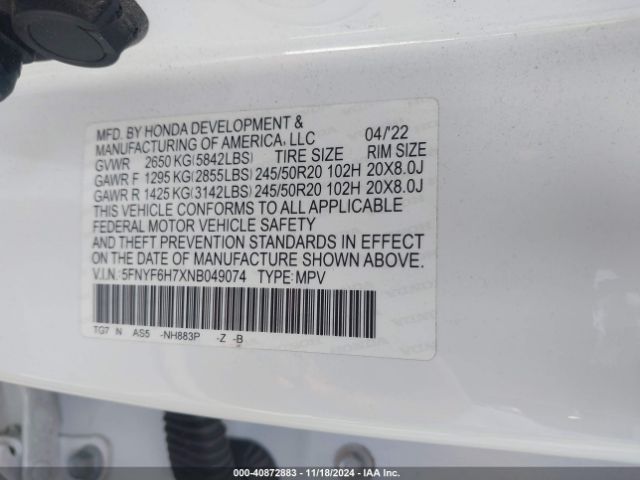 MFD. BY HONDA DEVELOPMENT &
MANUFACTURING OF AMERICA, LLC 04/'22
GVWR 2650 KG(5842LBS) TIRE SIZE RIM SIZE
GAWR F 1295 KG(2855LBS) 245/50R20 102H 20X8.0J
GAWR R 1425 KG(3142LBS) 245/50R20 102H 20X8.0J
THIS VEHICLE CONFORMS TO ALL APPLICABLE
FEDERAL MOTOR VEHICLE SAFETY
AND THEFT PREVENTION STANDARDS IN EFFECT
ON THE DATE OF MANUFACTURE SHOWN ABOVE.
V.I.N.: 5FNYF6H7XNB049074 TYPE: MPV
TG7 N AS5 -NH883P -Z -B
000-40872883 | 11/18/2024 | IAA Inc.